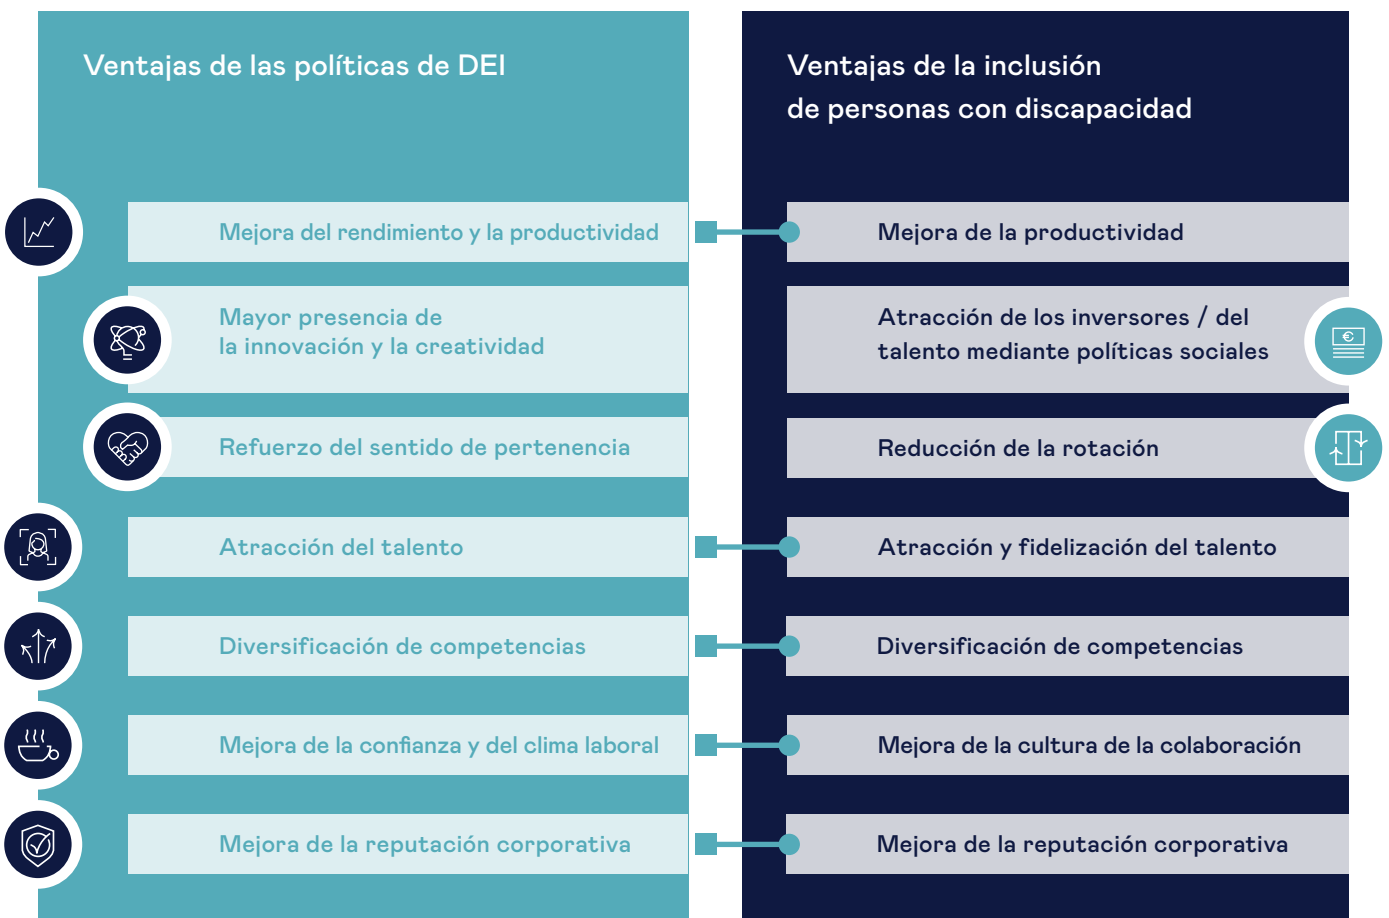 Ventajas de las políticas de DEI
Mejora del rendimiento y la productividad
Mayor presencia de
la innovación y la creatividad
Refuerzo del sentido de pertenencia
Atracción del talento
Diversificación de competencias
Mejora de la confianza y del clima laboral
Mejora de la reputación corporativa
Ventajas de la inclusión
de personas con discapacidad
Mejora de la productividad
Atracción de los inversores / del
talento mediante políticas sociales
€
Reducción de la rotación
Atracción y fidelización del talento
Diversificación de competencias
Mejora de la cultura de la colaboración
Mejora de la reputación corporativa